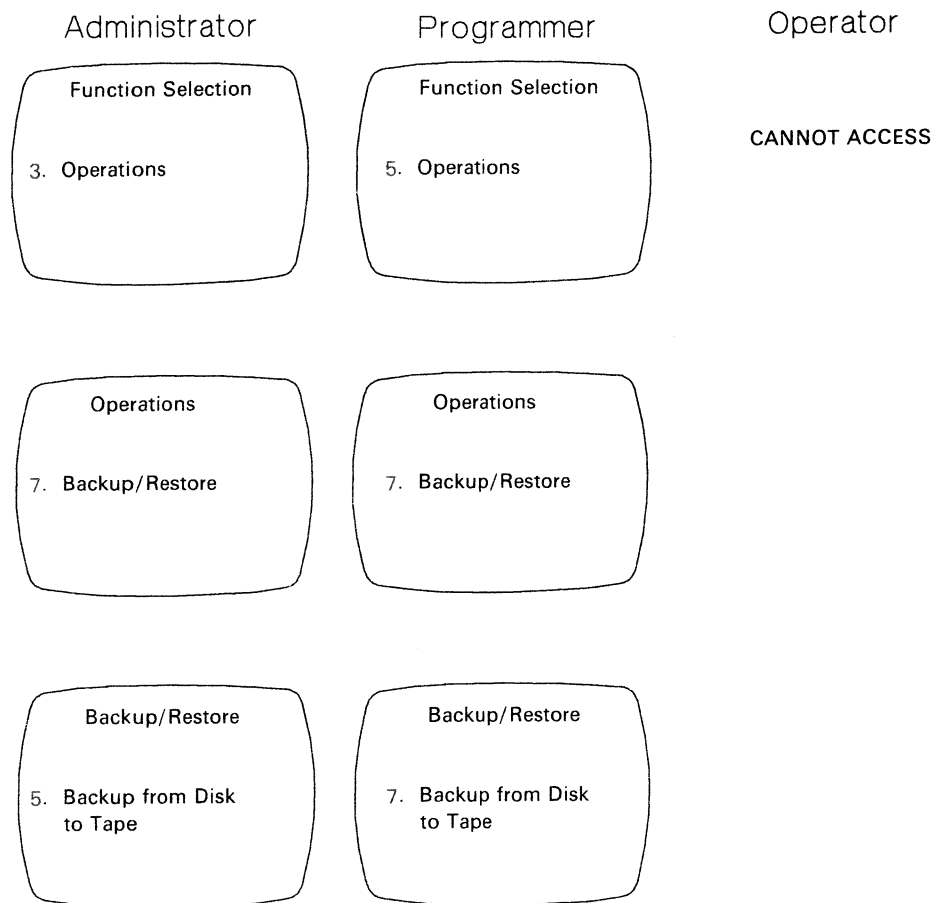 Administrator
Programmer
Operator
Function Selection
3. Operations
Function Selection
5. Operations
CANNOT ACCESS
Operations
7. Backup/Restore
Operations
7. Backup/Restore
Backup/Restore
5. Backup from Disk
to Tape
Backup/Restore
7. Backup from Disk
to Tape